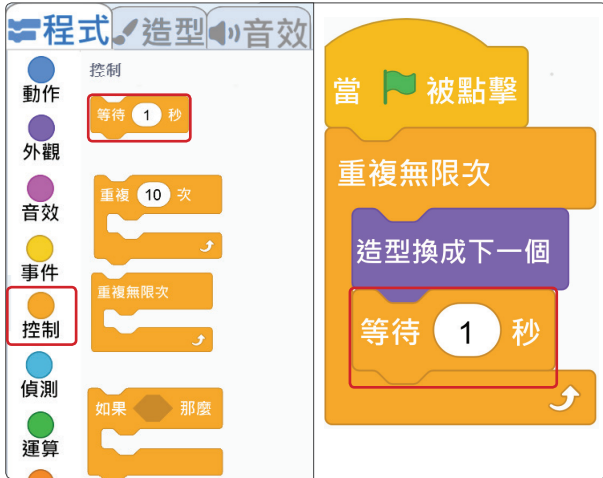 程式 造型 音效
動作
外觀
音效
事件
控制
偵測
運算
控制
等待 1 秒
重複 10 次
重複無限次
如果 那麼
當 被點擊
重複無限次
造型換成下一個
等待 1 秒